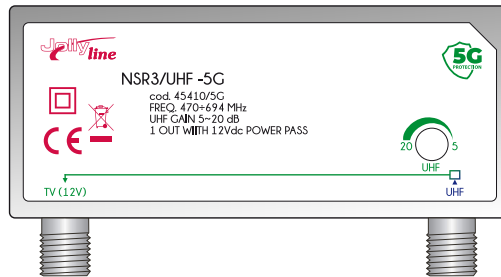 Jolly line
5G
PROTECTION
NSR3/UHF -5G
cod. 45410/5G
FREQ. 470÷694 MHz
UHF GAIN 5~20 dB
1 OUT WITH 12Vdc POWER PASS
CE
20 5
UHF
TV (12V)
UHF